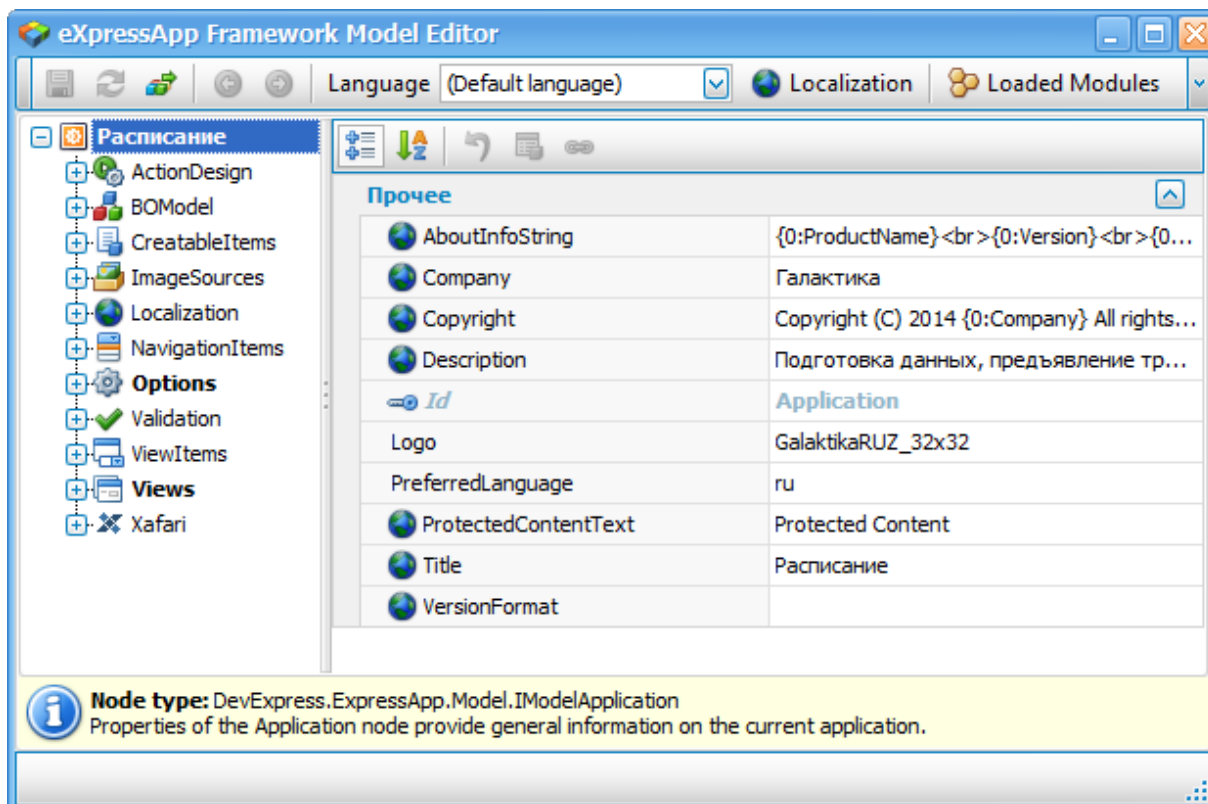 eXpressApp Framework Model Editor
Language (Default language) Localization Loaded Modules
Расписание
ActionDesign
BOModel
CreatableItems
ImageSources
Localization
NavigationItems
Options
Validation
ViewItems
Views
Xafari
Прочее
AboutInfoString {0:ProductName}<br>{0:Version}<br>{0...
Company Галактика
Copyright Copyright (C) 2014 {0:Company} All rights...
Description Подготовка данных, предъявление тр...
Id Application
Logo GalaktikaRUZ_32x32
PreferredLanguage ru
ProtectedContentText Protected Content
Title Расписание
VersionFormat
Node type: DevExpress.ExpressApp.Model.IModelApplication
Properties of the Application node provide general information on the current application.